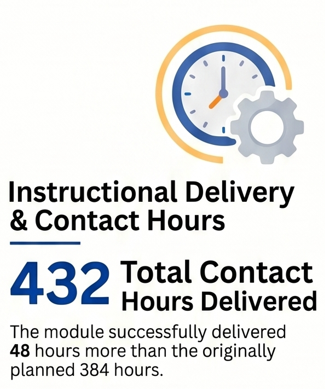 Instructional Delivery
& Contact Hours
432 Total Contact
Hours Delivered
The module successfully delivered
48 hours more than the originally
planned 384 hours.